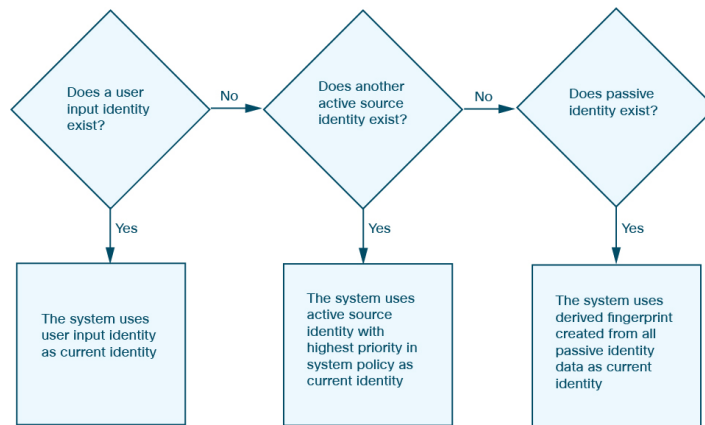 Does a user
input identity
exist?
No
Does another
active source
identity exist?
No
Does passive
identity exist?
Yes
Yes
Yes
The system uses
user input identity
as current identity
The system uses
active source
identity with
highest priority in
system policy as
current identity
The system uses
derived fingerprint
created from all
passive identity
data as current
identity